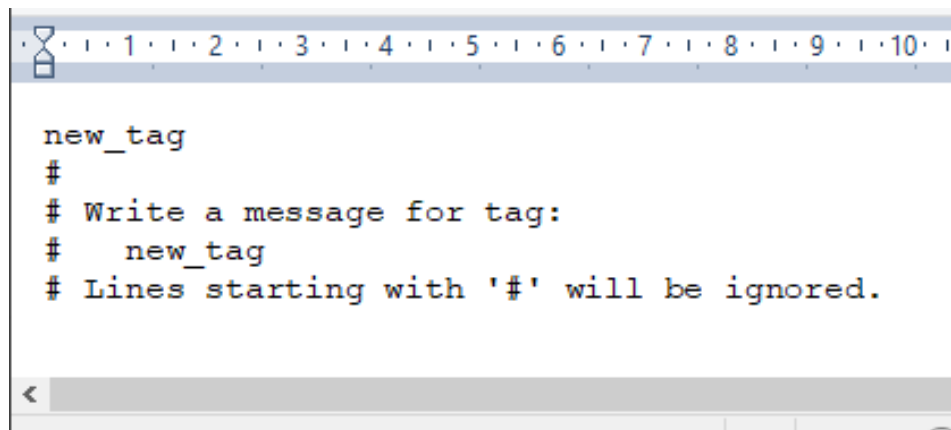 1 2 3 4 5 6 7 8 9 10
new_tag
#
# Write a message for tag:
#   new_tag
# Lines starting with '#' will be ignored.